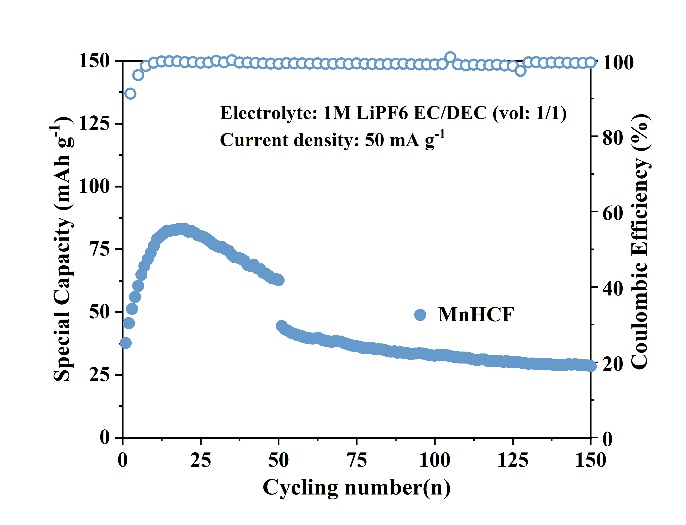 150
125
100
75
50
25
0
Special Capacity (mAh g-1)
Electrolyte: 1M LiPF6 EC/DEC (vol: 1/1)
Current density: 50 mA g-1
MnHCF
100
80
60
40
20
0
Coulombic Efficiency (%)
0 25 50 75 100 125 150
Cycling number(n)